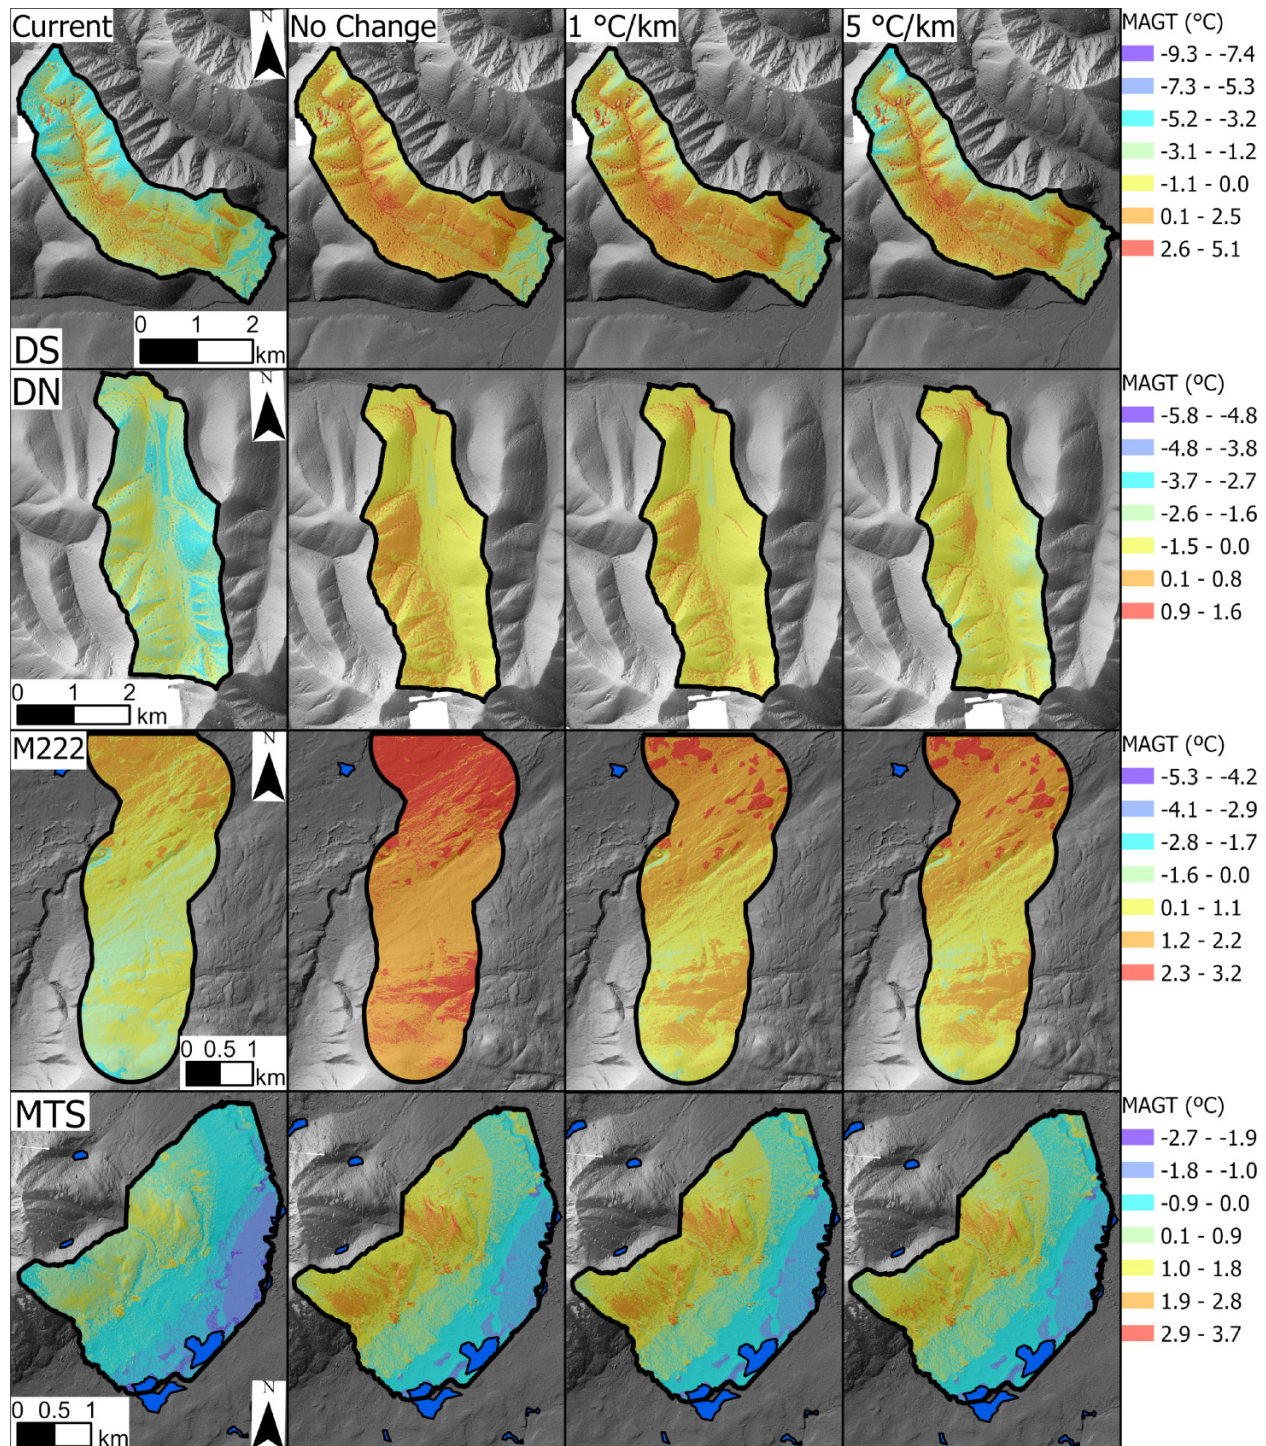 Current
No Change
1 °C/km
5 °C/km
MAGT (°C)
-9.3 - -7.4
-7.3 - -5.3
-5.2 - -3.2
-3.1 - -1.2
-1.1 - 0.0
0.1 - 2.5
2.6 - 5.1
N
0 1 2
km
DS
DN
N
MAGT (ºC)
-5.8 - -4.8
-4.8 - -3.8
-3.7 - -2.7
-2.6 - -1.6
-1.5 - 0.0
0.1 - 0.8
0.9 - 1.6
0 1 2
km
M222
N
MAGT (ºC)
-5.3 - -4.2
-4.1 - -2.9
-2.8 - -1.7
-1.6 - 0.0
0.1 - 1.1
1.2 - 2.2
2.3 - 3.2
0 0.5 1
km
MTS
MAGT (ºC)
-2.7 - -1.9
-1.8 - -1.0
-0.9 - 0.0
0.1 - 0.9
1.0 - 1.8
1.9 - 2.8
2.9 - 3.7
N
0 0.5 1
km